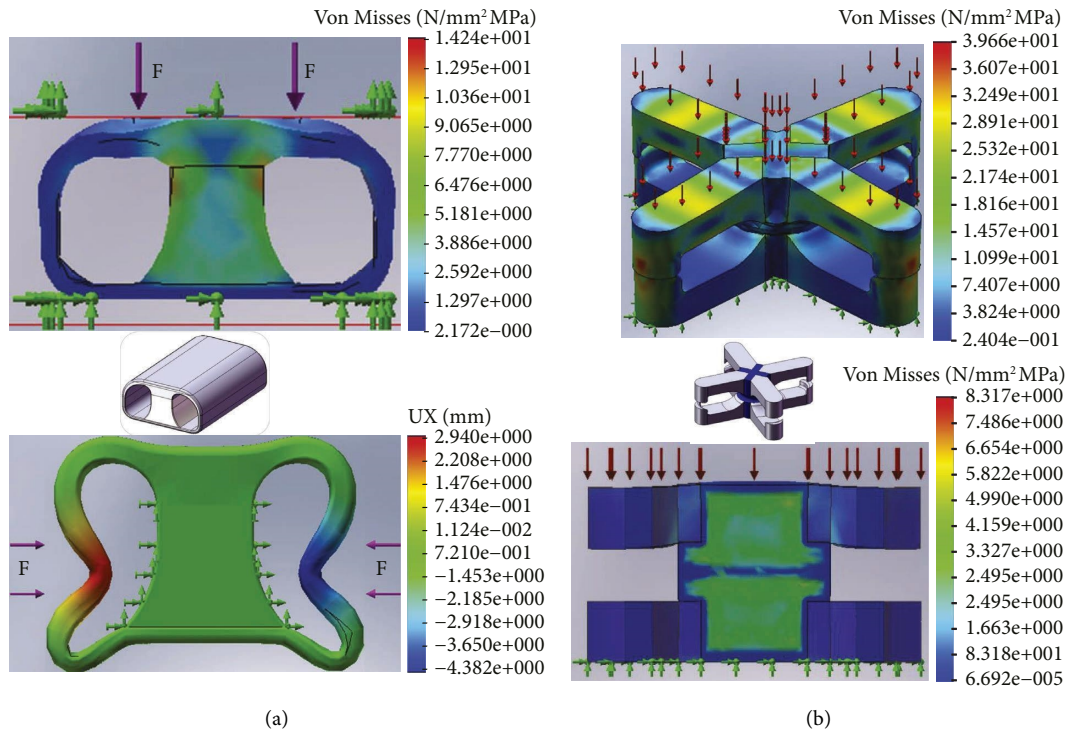 Von Misses (N/mm² MPa)
1.424e+001
1.295e+001
1.036e+001
9.065e+000
7.770e+000
6.476e+000
5.181e+000
3.886e+000
2.592e+000
1.297e+000
2.172e−000
F
F
UX (mm)
2.940e+000
2.208e+000
1.476e+000
7.434e−001
1.124e−002
7.210e−001
−1.453e+000
−2.185e+000
−2.918e+000
−3.650e+000
−4.382e+000
F
F
(a)
Von Misses (N/mm² MPa)
3.966e+001
3.607e+001
3.249e+001
2.891e+001
2.532e+001
2.174e+001
1.816e+001
1.457e+001
1.099e+001
7.407e+000
3.824e+000
2.404e−001
Von Misses (N/mm² MPa)
8.317e+000
7.486e+000
6.654e+000
5.822e+000
4.990e+000
4.159e+000
3.327e+000
2.495e+000
2.495e+000
1.663e+000
8.318e+001
6.692e−005
(b)